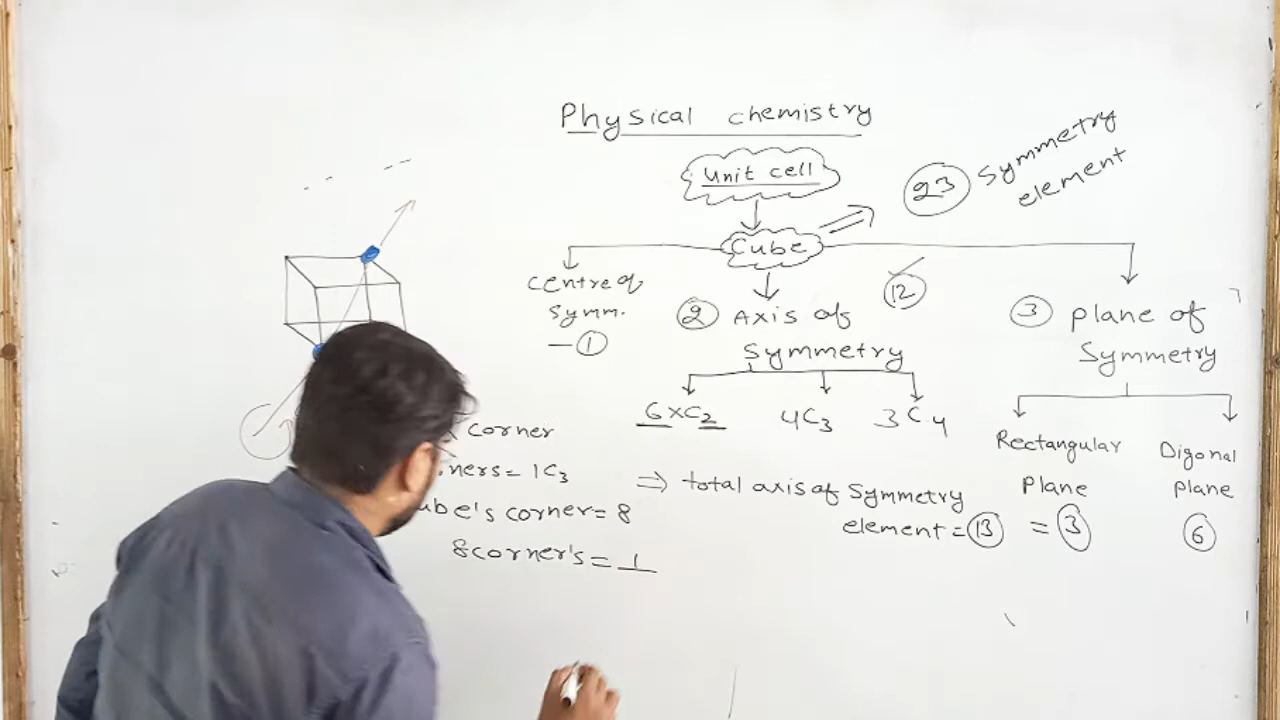 Physical chemistry
unit cell
23 Symmetry element
Cube
Centre of
Symm.
– 1
12
2 Axis of
Symmetry
6×C2 4C3 3C4
3 plane of
Symmetry
Rectangular
plane
= 3
Digonal
plane
6
⇒ total axis of Symmetry
element = 13
corner
ners = 1C3
ube's corner = 8
8 corner's = 1